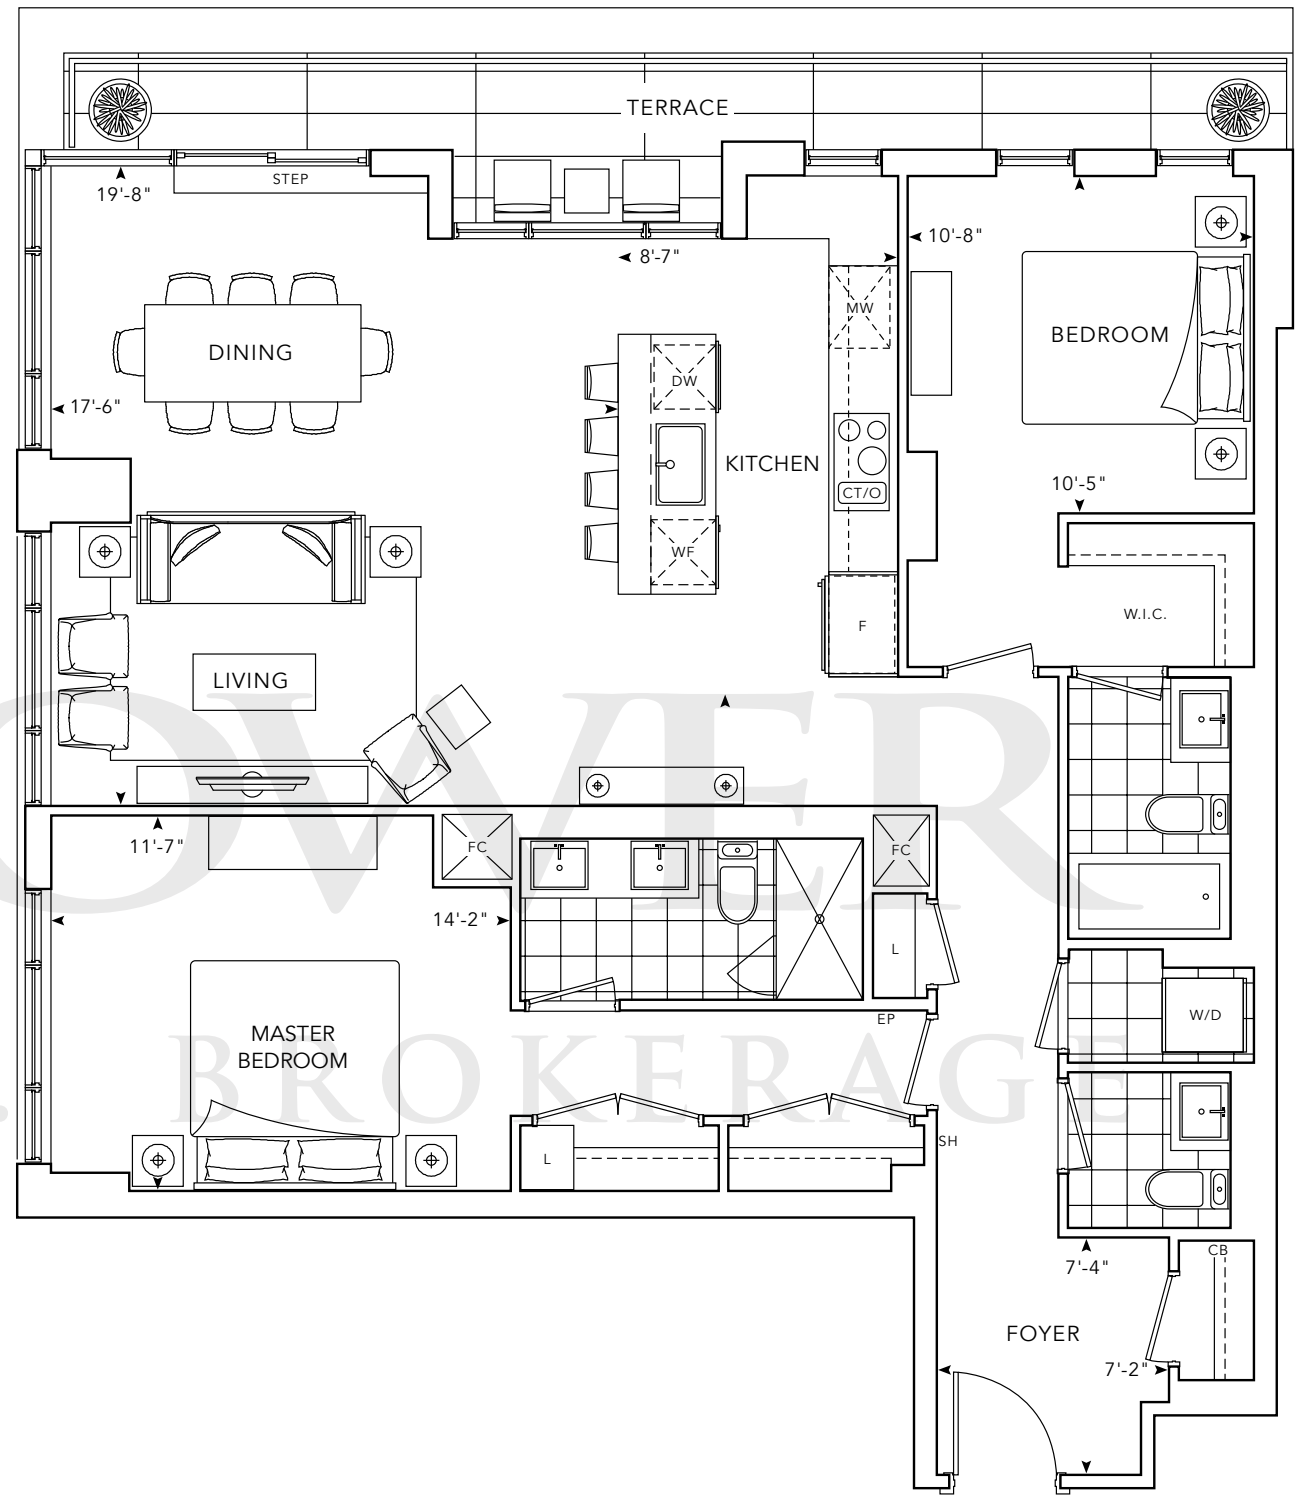 TERRACE
STEP
19'-8"
10'-8"
8'-7"
MW
BEDROOM
DINING
DW
17'-6"
KITCHEN
10'-5"
CT/O
WF
W.I.C.
F
LIVING
OWER
11'-7"
FC
FC
14'-2"
L
W/D
EP
MASTER
BEDROOM
BROKERAGE
SH
L
CB
7'-4"
FOYER
7'-2"